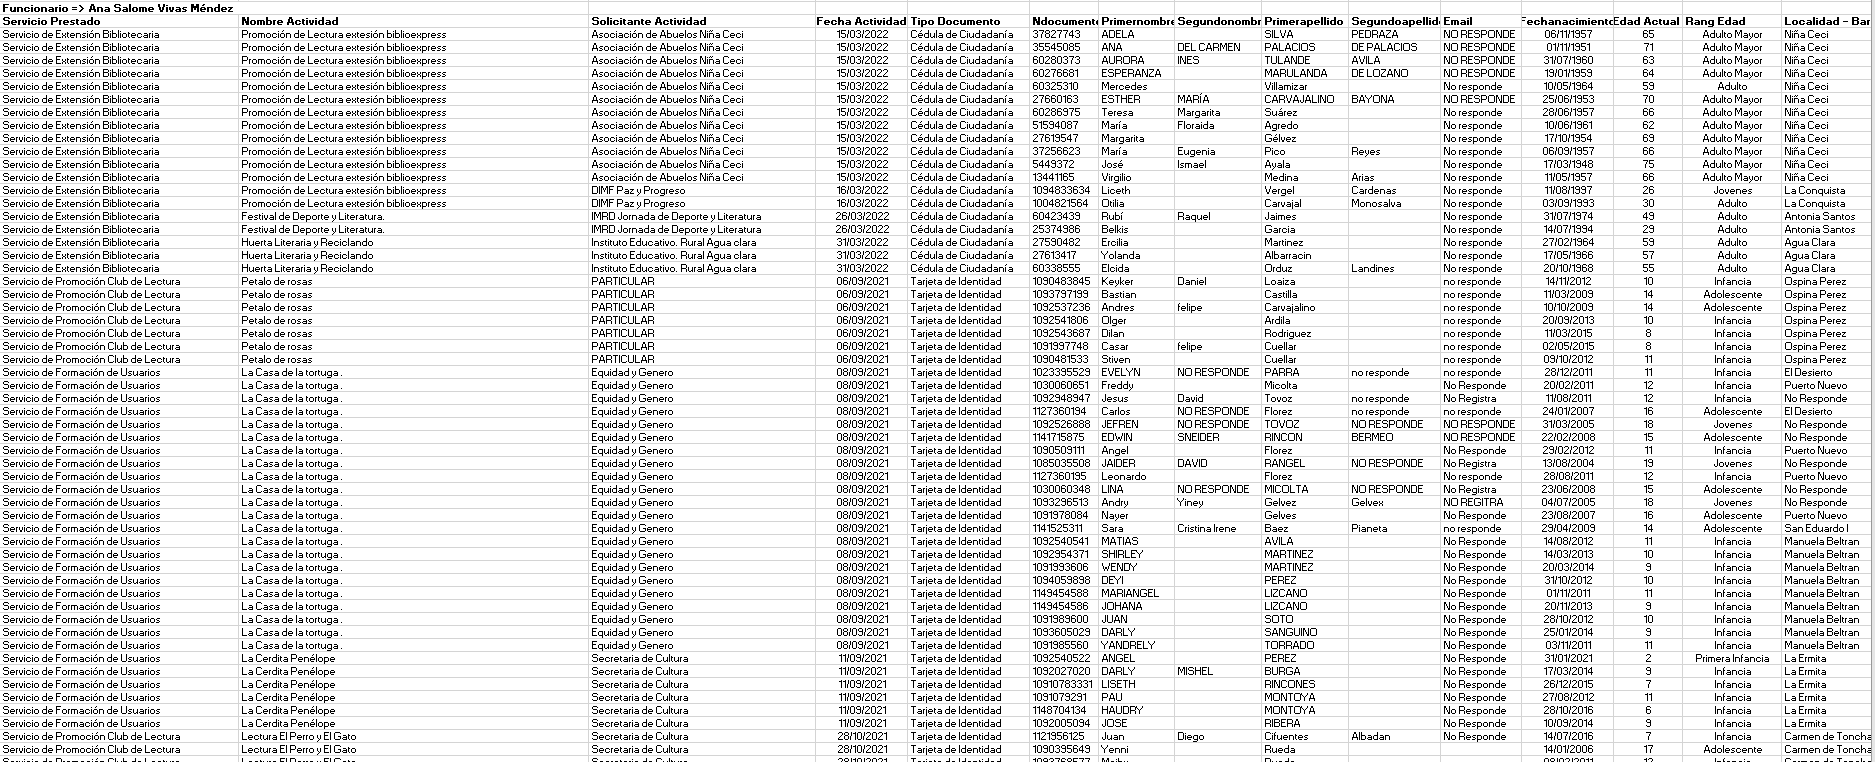 Funcionario => Ana Salome Vivas Méndez
Servicio Prestado Nombre Actividad Solicitante Actividad Fecha Actividad Tipo Documento Ndocumento Primernombre Segundonombr Primerapellido Segundoapellid Email Fechanacimiento Edad Actual Rang Edad Localidad - Bar
Servicio de Extensión Bibliotecaria Promoción de Lectura extesión biblioexpress Asociación de Abuelos Niña Ceci 15/03/2022 Cédula de Ciudadanía 37827743 ADELA SILVA PEDRAZA NO RESPONDE 06/11/1957 65 Adulto Mayor Niña Ceci
Servicio de Extensión Bibliotecaria Promoción de Lectura extesión biblioexpress Asociación de Abuelos Niña Ceci 15/03/2022 Cédula de Ciudadanía 35545085 ANA DEL CARMEN PALACIOS DE PALACIOS NO RESPONDE 01/11/1951 71 Adulto Mayor Niña Ceci
Servicio de Extensión Bibliotecaria Promoción de Lectura extesión biblioexpress Asociación de Abuelos Niña Ceci 15/03/2022 Cédula de Ciudadanía 60280373 AURORA INES TULANDE AVILA NO RESPONDE 31/07/1960 63 Adulto Mayor Niña Ceci
Servicio de Extensión Bibliotecaria Promoción de Lectura extesión biblioexpress Asociación de Abuelos Niña Ceci 15/03/2022 Cédula de Ciudadanía 60276681 ESPERANZA MARULANDA DE LOZANO NO RESPONDE 19/01/1959 64 Adulto Mayor Niña Ceci
Servicio de Extensión Bibliotecaria Promoción de Lectura extesión biblioexpress Asociación de Abuelos Niña Ceci 15/03/2022 Cédula de Ciudadanía 60325310 Mercedes Villamizar No responde 10/05/1964 59 Adulto Niña Ceci
Servicio de Extensión Bibliotecaria Promoción de Lectura extesión biblioexpress Asociación de Abuelos Niña Ceci 15/03/2022 Cédula de Ciudadanía 27660163 ESTHER MARÍA CARVAJALINO BAYONA NO RESPONDE 25/06/1953 70 Adulto Mayor Niña Ceci
Servicio de Extensión Bibliotecaria Promoción de Lectura extesión biblioexpress Asociación de Abuelos Niña Ceci 15/03/2022 Cédula de Ciudadanía 60286975 Teresa Margarita Suárez No responde 28/06/1957 66 Adulto Mayor Niña Ceci
Servicio de Extensión Bibliotecaria Promoción de Lectura extesión biblioexpress Asociación de Abuelos Niña Ceci 15/03/2022 Cédula de Ciudadanía 51594087 María Floraida Agredo No responde 10/06/1961 62 Adulto Mayor Niña Ceci
Servicio de Extensión Bibliotecaria Promoción de Lectura extesión biblioexpress Asociación de Abuelos Niña Ceci 15/03/2022 Cédula de Ciudadanía 27619547 Margarita Gélvez No responde 17/10/1954 69 Adulto Mayor Niña Ceci
Servicio de Extensión Bibliotecaria Promoción de Lectura extesión biblioexpress Asociación de Abuelos Niña Ceci 15/03/2022 Cédula de Ciudadanía 37256623 María Eugenia Pico Reyes No responde 06/09/1957 66 Adulto Mayor Niña Ceci
Servicio de Extensión Bibliotecaria Promoción de Lectura extesión biblioexpress Asociación de Abuelos Niña Ceci 15/03/2022 Cédula de Ciudadanía 5449372 José Ismael Ayala No responde 17/03/1948 75 Adulto Mayor Niña Ceci
Servicio de Extensión Bibliotecaria Promoción de Lectura extesión biblioexpress Asociación de Abuelos Niña Ceci 15/03/2022 Cédula de Ciudadanía 13441165 Virgilio Medina Arias No responde 11/05/1957 66 Adulto Mayor Niña Ceci
Servicio de Extensión Bibliotecaria Promoción de Lectura extesión biblioexpress DIMF Paz y Progreso 16/03/2022 Cédula de Ciudadanía 1094833634 Liceth Vergel Cardenas No responde 11/08/1997 26 Jovenes La Conquista
Servicio de Extensión Bibliotecaria Promoción de Lectura extesión biblioexpress DIMF Paz y Progreso 16/03/2022 Cédula de Ciudadanía 1004821564 Otilia Carvajal Monosalva No responde 03/09/1993 30 Adulto La Conquista
Servicio de Extensión Bibliotecaria Festival de Deporte y Literatura. IMRD Jornada de Deporte y Literatura 26/03/2022 Cédula de Ciudadanía 60423439 Rubí Raquel Jaimes No responde 31/07/1974 49 Adulto Antonia Santos
Servicio de Extensión Bibliotecaria Festival de Deporte y Literatura. IMRD Jornada de Deporte y Literatura 26/03/2022 Cédula de Ciudadanía 25374986 Belkis Garcia No responde 14/07/1994 29 Adulto Antonia Santos
Servicio de Extensión Bibliotecaria Huerta Literaria y Reciclando Instituto Educativo. Rural Agua clara 31/03/2022 Cédula de Ciudadanía 27590482 Ercilia Martinez No responde 27/02/1964 59 Adulto Agua Clara
Servicio de Extensión Bibliotecaria Huerta Literaria y Reciclando Instituto Educativo. Rural Agua clara 31/03/2022 Cédula de Ciudadanía 27613417 Yolanda Albarracin No responde 17/05/1966 57 Adulto Agua Clara
Servicio de Extensión Bibliotecaria Huerta Literaria y Reciclando Instituto Educativo. Rural Agua clara 31/03/2022 Cédula de Ciudadanía 60338555 Elcida Orduz Landines No responde 20/10/1968 55 Adulto Agua Clara
Servicio de Promoción Club de Lectura Petalo de rosas PARTICULAR 06/09/2021 Tarjeta de Identidad 1090483845 Keyker Daniel Loaiza no responde 14/11/2012 10 Infancia Ospina Perez
Servicio de Promoción Club de Lectura Petalo de rosas PARTICULAR 06/09/2021 Tarjeta de Identidad 1093797199 Bastian Castilla no responde 11/03/2009 14 Adolescente Ospina Perez
Servicio de Promoción Club de Lectura Petalo de rosas PARTICULAR 06/09/2021 Tarjeta de Identidad 1092537236 Andres felipe Carvajalino no responde 10/10/2009 14 Adolescente Ospina Perez
Servicio de Promoción Club de Lectura Petalo de rosas PARTICULAR 06/09/2021 Tarjeta de Identidad 1092541806 Olger Ardila no responde 20/09/2013 10 Infancia Ospina Perez
Servicio de Promoción Club de Lectura Petalo de rosas PARTICULAR 06/09/2021 Tarjeta de Identidad 1092543687 Dilan Rodriguez no responde 11/03/2015 8 Infancia Ospina Perez
Servicio de Promoción Club de Lectura Petalo de rosas PARTICULAR 06/09/2021 Tarjeta de Identidad 1091997748 Casar felipe Cuellar no responde 02/05/2015 8 Infancia Ospina Perez
Servicio de Promoción Club de Lectura Petalo de rosas PARTICULAR 06/09/2021 Tarjeta de Identidad 1090481533 Stiven Cuellar no responde 09/10/2012 11 Infancia Ospina Perez
Servicio de Formación de Usuarios La Casa de la tortuga. Equidad y Genero 08/09/2021 Tarjeta de Identidad 1023395529 EVELYN NO RESPONDE PARRA no responde no responde 28/12/2011 11 Infancia El Desierto
Servicio de Formación de Usuarios La Casa de la tortuga. Equidad y Genero 08/09/2021 Tarjeta de Identidad 1030060651 Freddy Micolta No Responde 20/02/2011 12 Infancia Puerto Nuevo
Servicio de Formación de Usuarios La Casa de la tortuga. Equidad y Genero 08/09/2021 Tarjeta de Identidad 1092948947 Jesus David Tovoz no responde No Registra 11/08/2011 12 Infancia No Responde
Servicio de Formación de Usuarios La Casa de la tortuga. Equidad y Genero 08/09/2021 Tarjeta de Identidad 1127360194 Carlos NO RESPONDE Florez no responde no responde 24/01/2007 16 Adolescente El Desierto
Servicio de Formación de Usuarios La Casa de la tortuga. Equidad y Genero 08/09/2021 Tarjeta de Identidad 1092526888 JEFREN NO RESPONDE TOVOZ NO RESPONDE NO RESPONDE 31/03/2005 18 Jovenes No Responde
Servicio de Formación de Usuarios La Casa de la tortuga. Equidad y Genero 08/09/2021 Tarjeta de Identidad 1141715875 EDWIN SNEIDER RINCON BERMEO NO RESPONDE 22/02/2008 15 Adolescente No Responde
Servicio de Formación de Usuarios La Casa de la tortuga. Equidad y Genero 08/09/2021 Tarjeta de Identidad 1090509111 Angel Florez No Responde 29/02/2012 11 Infancia Puerto Nuevo
Servicio de Formación de Usuarios La Casa de la tortuga. Equidad y Genero 08/09/2021 Tarjeta de Identidad 1085035508 JAIDER DAVID RANGEL NO RESPONDE No Registra 13/08/2004 19 Jovenes No Responde
Servicio de Formación de Usuarios La Casa de la tortuga. Equidad y Genero 08/09/2021 Tarjeta de Identidad 1127360195 Leonardo Florez No responde 28/08/2011 12 Infancia Puerto Nuevo
Servicio de Formación de Usuarios La Casa de la tortuga. Equidad y Genero 08/09/2021 Tarjeta de Identidad 1030060348 LINA NO RESPONDE MICOLTA NO RESPONDE No Registra 23/06/2008 15 Adolescente No Responde
Servicio de Formación de Usuarios La Casa de la tortuga. Equidad y Genero 08/09/2021 Tarjeta de Identidad 1093296513 Andry Yiney Gelvez Gelvex NO REGITRA 04/07/2005 18 Jovenes No Responde
Servicio de Formación de Usuarios La Casa de la tortuga. Equidad y Genero 08/09/2021 Tarjeta de Identidad 1091978084 Nayer Gelves No Responde 23/08/2007 16 Adolescente Puerto Nuevo
Servicio de Formación de Usuarios La Casa de la tortuga. Equidad y Genero 08/09/2021 Tarjeta de Identidad 1141525311 Sara Cristina Irene Baez Pianeta no responde 29/04/2009 14 Adolescente San Eduardo I
Servicio de Formación de Usuarios La Casa de la tortuga. Equidad y Genero 08/09/2021 Tarjeta de Identidad 1092540541 MATIAS AVILA No Responde 14/08/2012 11 Infancia Manuela Beltran
Servicio de Formación de Usuarios La Casa de la tortuga. Equidad y Genero 08/09/2021 Tarjeta de Identidad 1092954371 SHIRLEY MARTINEZ No Responde 14/03/2013 10 Infancia Manuela Beltran
Servicio de Formación de Usuarios La Casa de la tortuga. Equidad y Genero 08/09/2021 Tarjeta de Identidad 1091993606 WENDY MARTINEZ No Responde 20/03/2014 9 Infancia Manuela Beltran
Servicio de Formación de Usuarios La Casa de la tortuga. Equidad y Genero 08/09/2021 Tarjeta de Identidad 1094059898 DEYI PEREZ No Responde 31/10/2012 10 Infancia Manuela Beltran
Servicio de Formación de Usuarios La Casa de la tortuga. Equidad y Genero 08/09/2021 Tarjeta de Identidad 1149454588 MARIANGEL LIZCANO No Responde 01/11/2011 11 Infancia Manuela Beltran
Servicio de Formación de Usuarios La Casa de la tortuga. Equidad y Genero 08/09/2021 Tarjeta de Identidad 1149454586 JOHANA LIZCANO No Responde 20/11/2013 9 Infancia Manuela Beltran
Servicio de Formación de Usuarios La Casa de la tortuga. Equidad y Genero 08/09/2021 Tarjeta de Identidad 1091989600 JUAN SOTO No Responde 28/10/2012 10 Infancia Manuela Beltran
Servicio de Formación de Usuarios La Casa de la tortuga. Equidad y Genero 08/09/2021 Tarjeta de Identidad 1093605029 DARLY SANGUINO No Responde 25/01/2014 9 Infancia Manuela Beltran
Servicio de Formación de Usuarios La Casa de la tortuga. Equidad y Genero 08/09/2021 Tarjeta de Identidad 1091985560 YANDRELY TORRADO No Responde 03/11/2011 11 Infancia Manuela Beltran
Servicio de Formación de Usuarios La Cerdita Penélope Secretaria de Cultura 11/09/2021 Tarjeta de Identidad 1092540522 ANGEL PEREZ No Responde 31/01/2021 2 Primera Infancia La Ermita
Servicio de Formación de Usuarios La Cerdita Penélope Secretaria de Cultura 11/09/2021 Tarjeta de Identidad 1092027020 DARLY MISHEL BURGA No Responde 17/03/2014 9 Infancia La Ermita
Servicio de Formación de Usuarios La Cerdita Penélope Secretaria de Cultura 11/09/2021 Tarjeta de Identidad 10910783331 LISETH RINCONES No Responde 26/12/2015 7 Infancia La Ermita
Servicio de Formación de Usuarios La Cerdita Penélope Secretaria de Cultura 11/09/2021 Tarjeta de Identidad 1091079291 PAU MONTOYA No Responde 27/08/2012 11 Infancia La Ermita
Servicio de Formación de Usuarios La Cerdita Penélope Secretaria de Cultura 11/09/2021 Tarjeta de Identidad 1148704134 HAUDRY MONTOYA No Responde 28/10/2016 6 Infancia La Ermita
Servicio de Formación de Usuarios La Cerdita Penélope Secretaria de Cultura 11/09/2021 Tarjeta de Identidad 1092005094 JOSE RIBERA No Responde 10/09/2014 9 Infancia La Ermita
Servicio de Promoción Club de Lectura Lectura El Perro y El Gato Secretaria de Cultura 28/10/2021 Tarjeta de Identidad 1121956125 Juan Diego Cifuentes Albadan No Responde 14/07/2016 7 Infancia Carmen de Toncha
Servicio de Promoción Club de Lectura Lectura El Perro y El Gato Secretaria de Cultura 28/10/2021 Tarjeta de Identidad 1090395649 Yenni Rueda 14/01/2006 17 Adolescente Carmen de Toncha